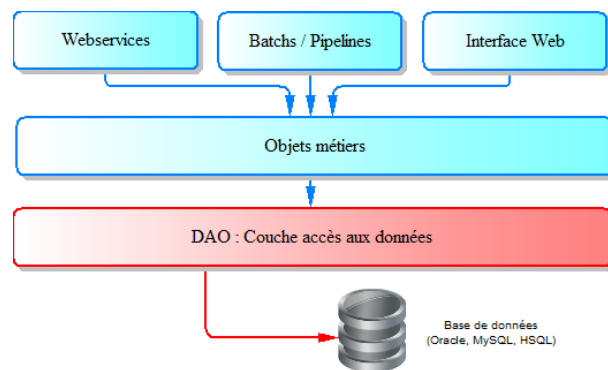 Webservices
Batchs / Pipelines
Interface Web
Objets métiers
DAO : Couche accès aux données
Base de données
(Oracle, MySQL, HSQL)